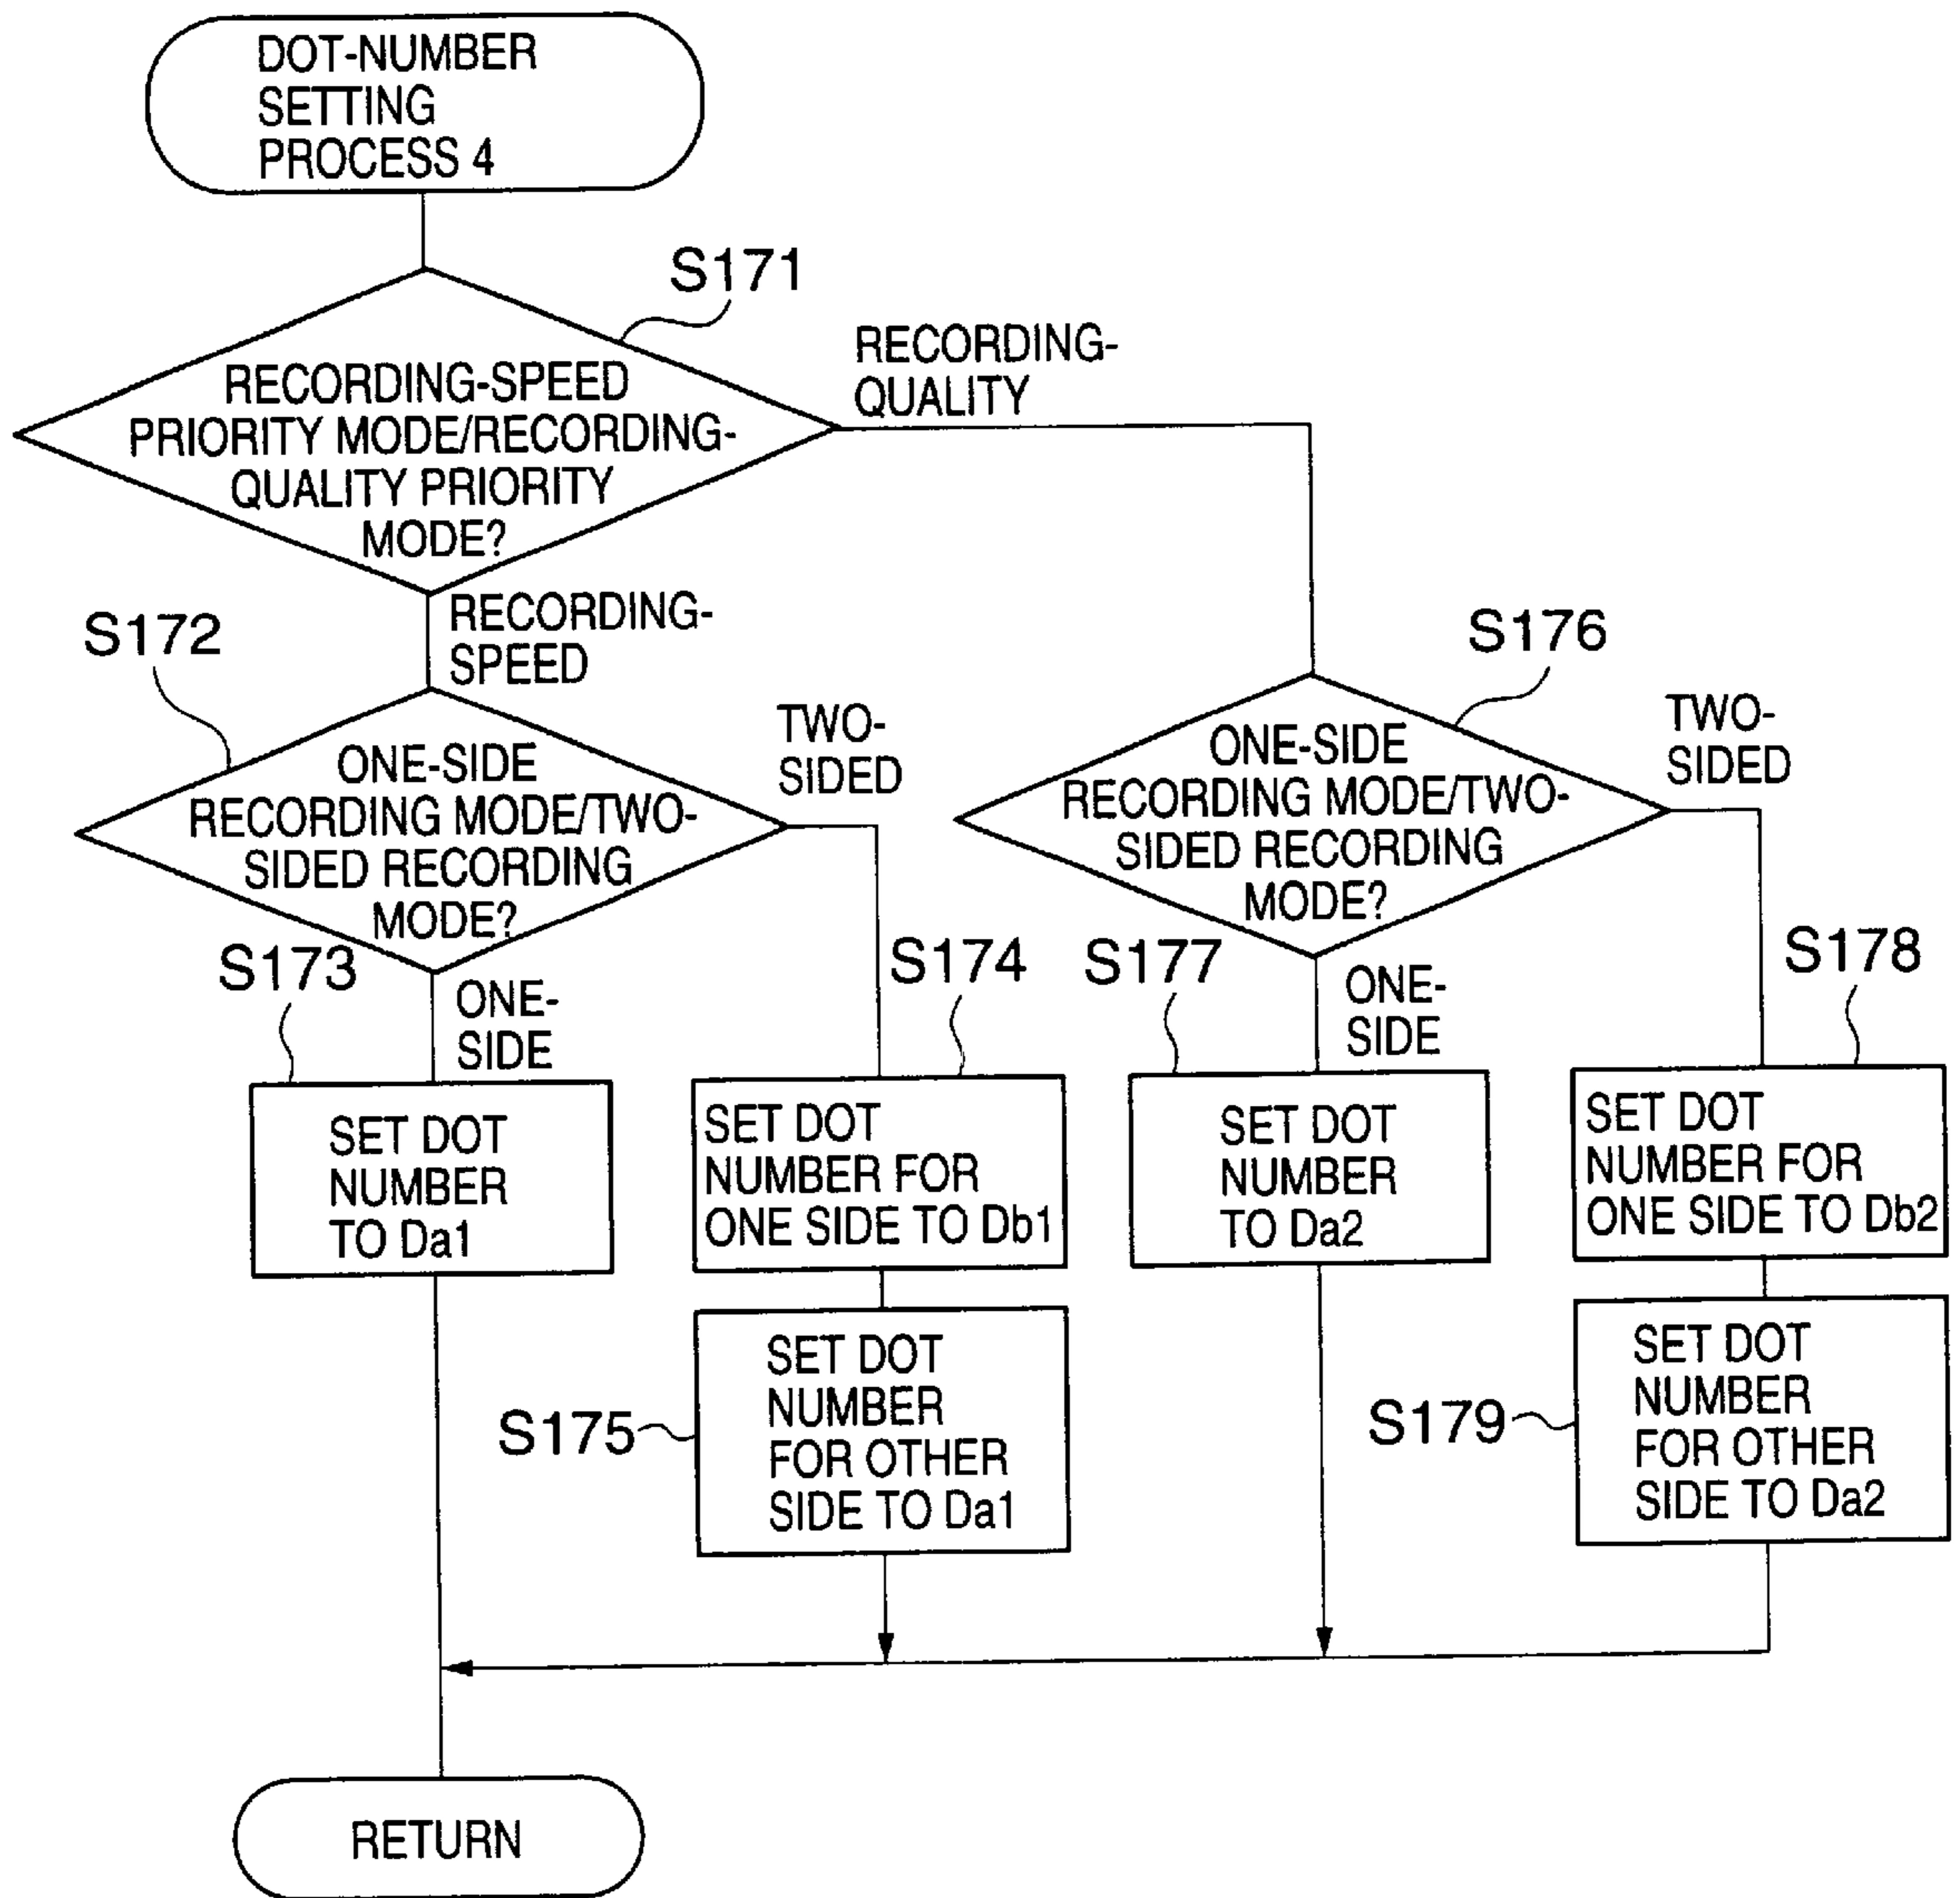 DOT-NUMBER
SETTING
PROCESS 4
S171
RECORDING-
QUALITY
RECORDING-SPEED
PRIORITY MODE/RECORDING-
QUALITY PRIORITY
MODE?
RECORDING-
SPEED
S172
ONE-SIDE
RECORDING MODE/TWO-
SIDED RECORDING
MODE?
TWO-
SIDED
S176
ONE-SIDE
RECORDING MODE/TWO-
SIDED RECORDING
MODE?
TWO-
SIDED
S173
ONE-
SIDE
S174
S177
ONE-
SIDE
S178
SET DOT
NUMBER
TO Da1
SET DOT
NUMBER FOR
ONE SIDE TO Db1
SET DOT
NUMBER
TO Da2
SET DOT
NUMBER FOR
ONE SIDE TO Db2
S175
SET DOT
NUMBER
FOR OTHER
SIDE TO Da1
S179
SET DOT
NUMBER
FOR OTHER
SIDE TO Da2
RETURN